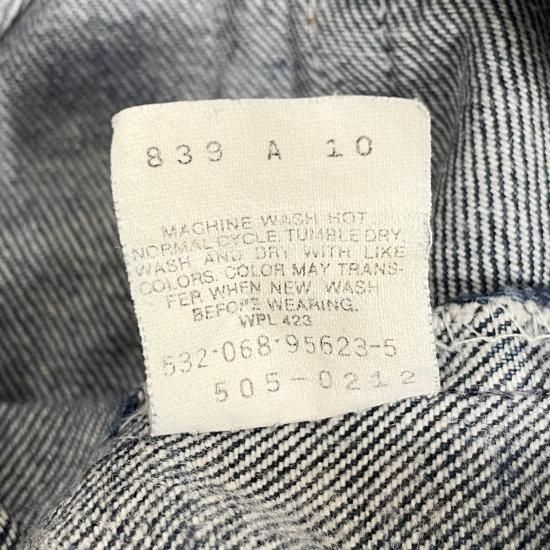 839 A 10
MACHINE WASH HOT
NORMAL CYCLE. TUMBLE DRY
WASH AND DRY WITH LIKE
COLORS. COLOR MAY TRANS-
FER WHEN NEW. WASH
BEFORE WEARING.
WPL 423
532-068-95623-5
505-0212